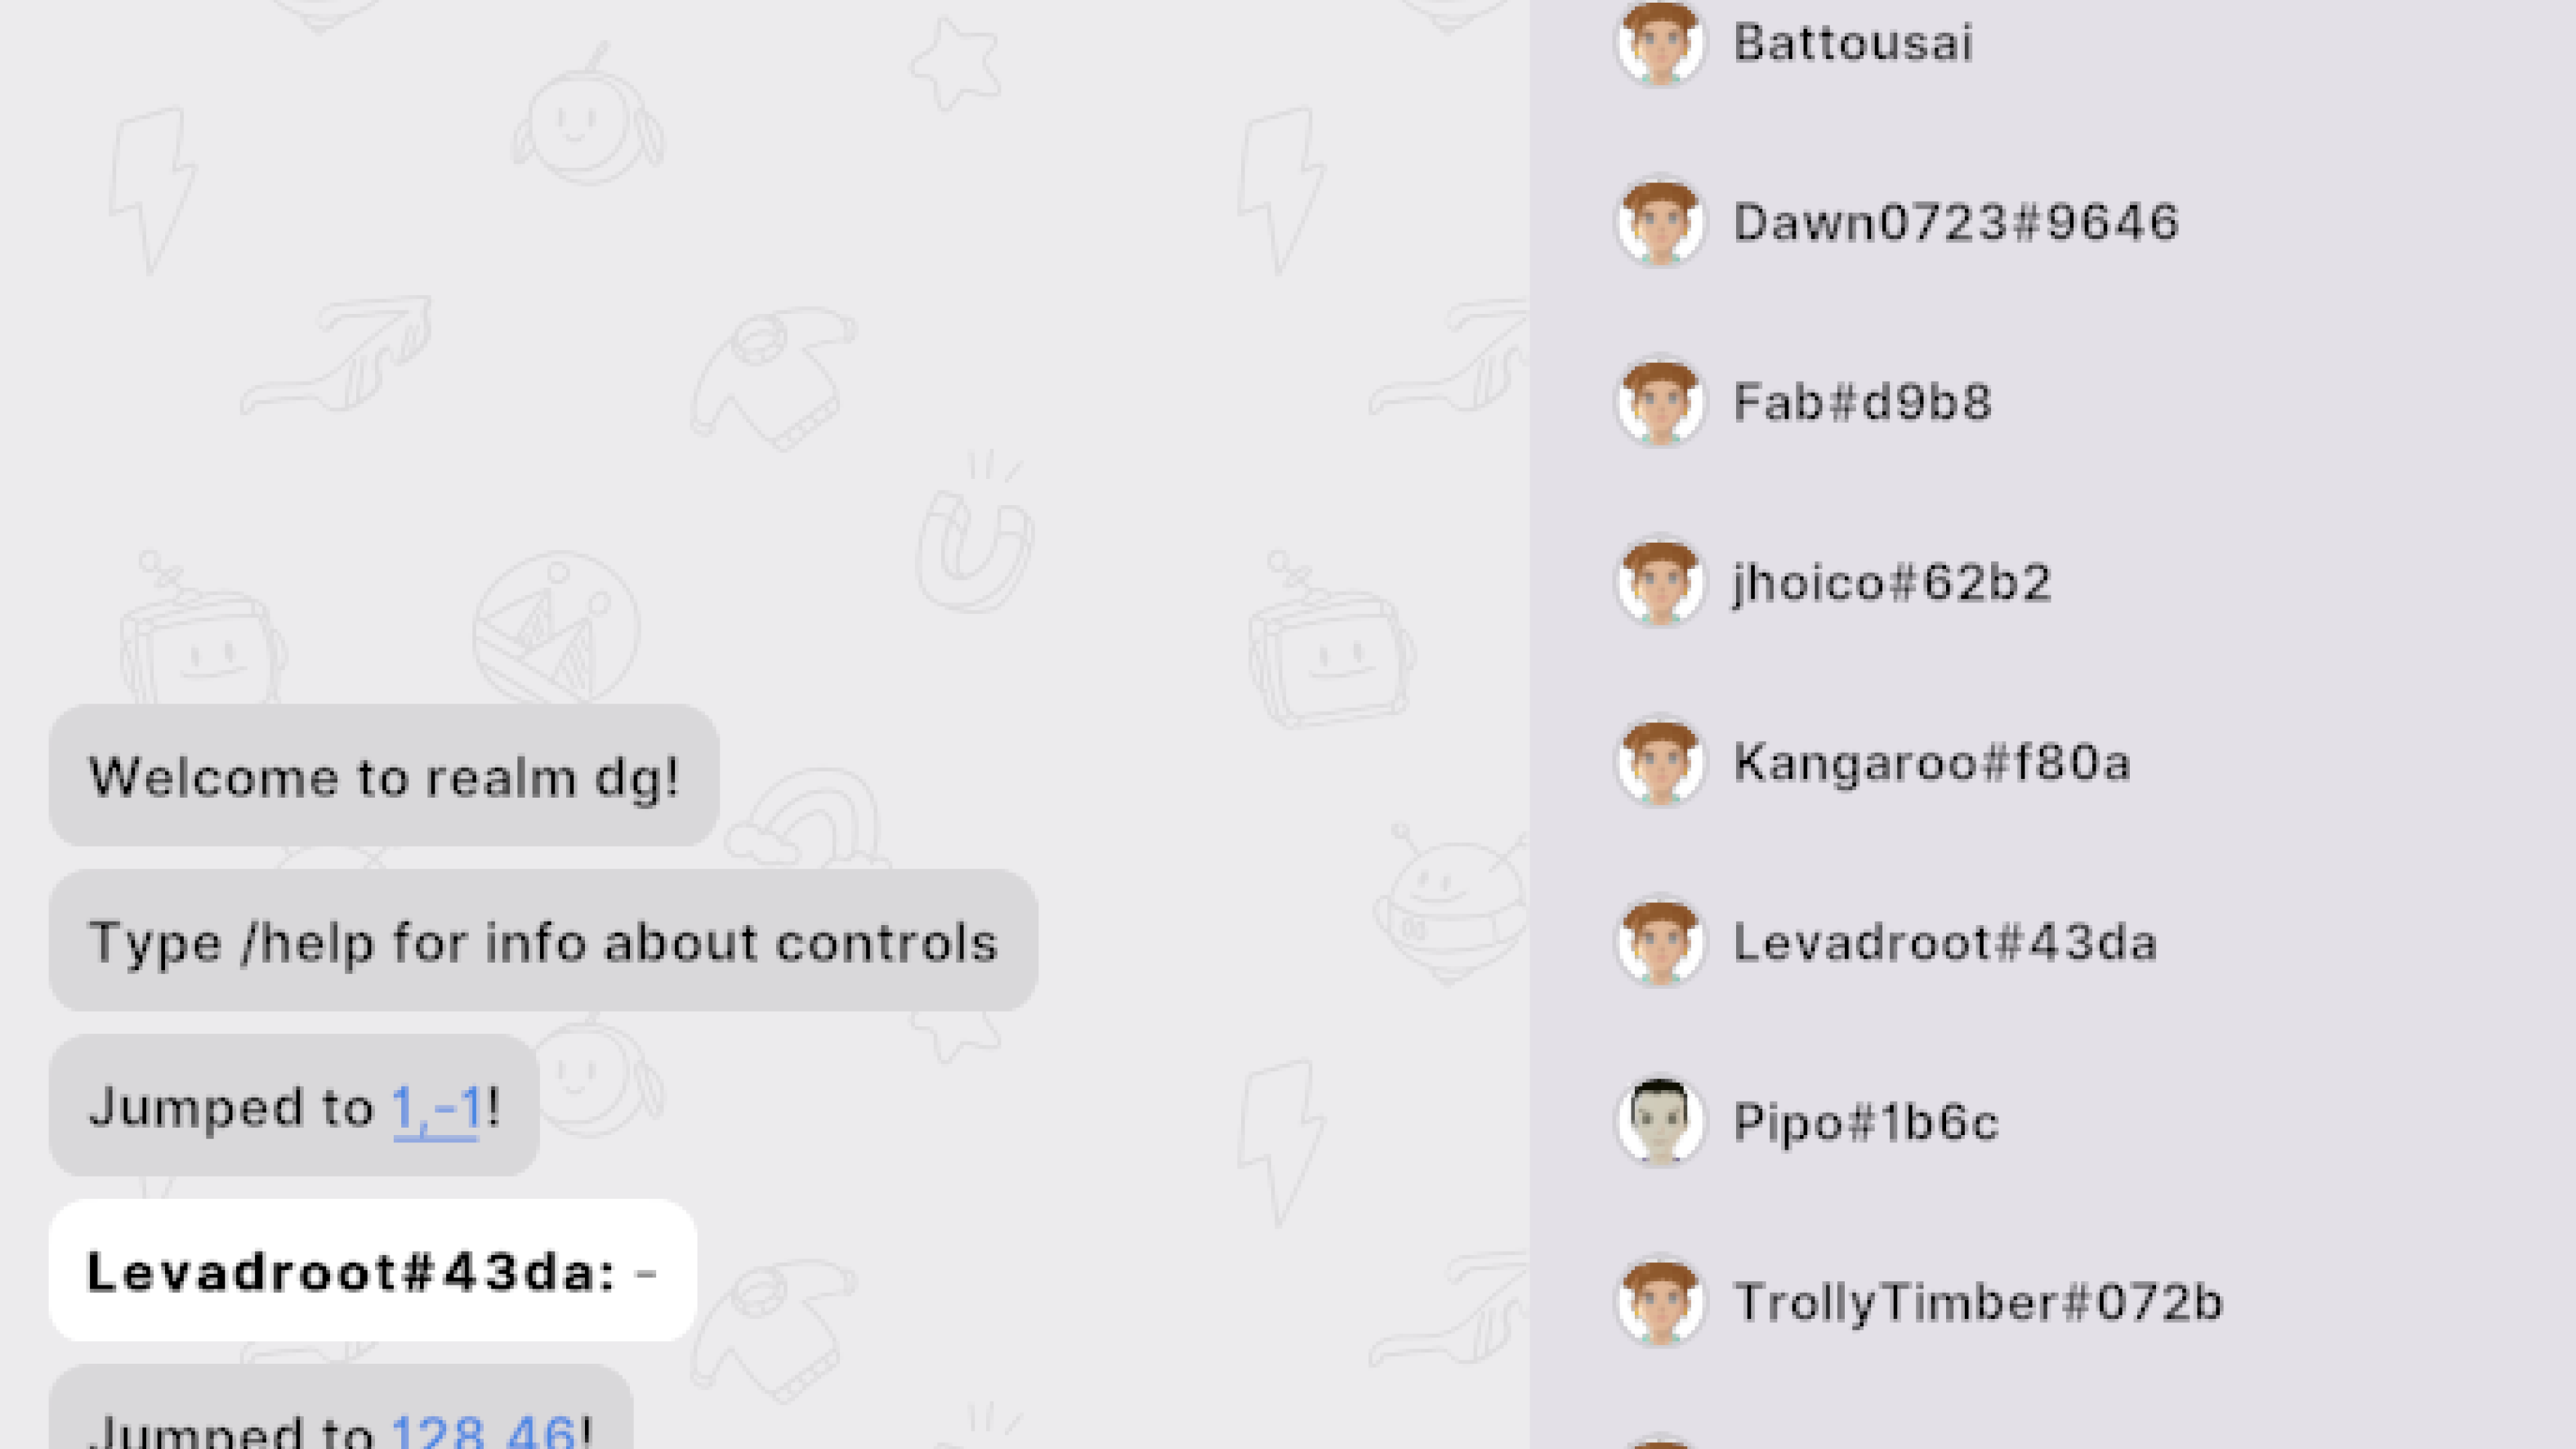 Welcome to realm dg!
Type /help for info about controls
Jumped to 1,-1!
Levadroot#43da: -
Jumped to 128,46!
Battousai
Dawn0723#9646
Fab#d9b8
jhoico#62b2
Kangaroo#f80a
Levadroot#43da
Pipo#1b6c
TrollyTimber#072b